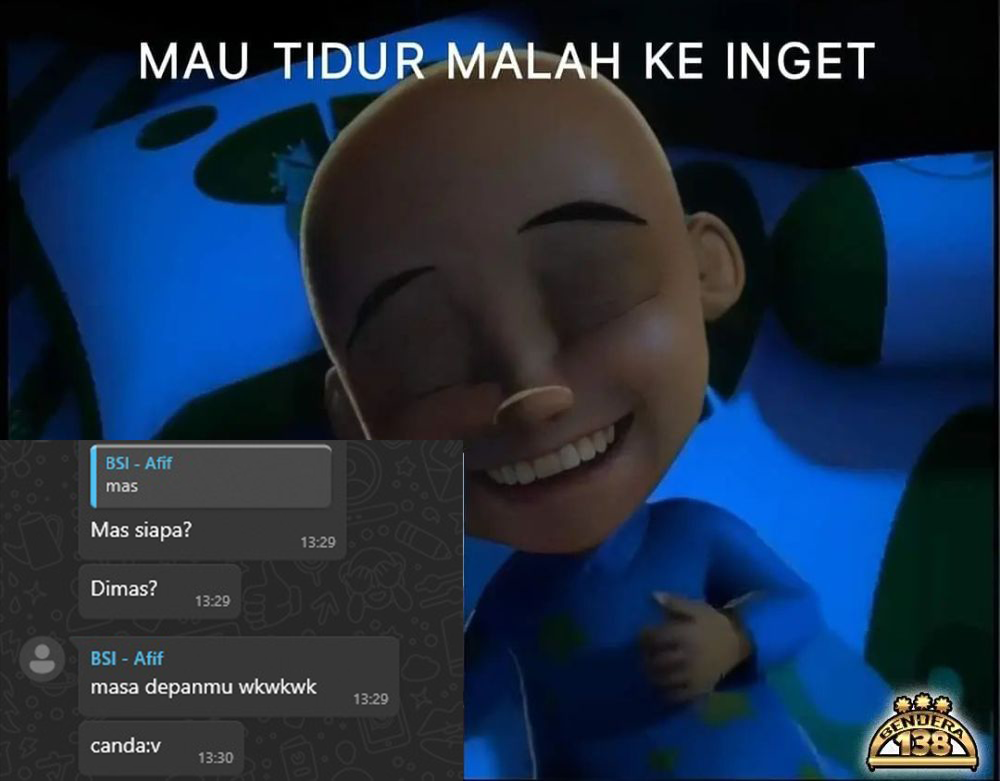 MAU TIDUR MALAH KE INGET
BSI - Afif
mas
Mas siapa?
13:29
Dimas?
13:29
BSI - Afif
masa depanmu wkwkwk
13:29
canda:v
13:30
BENDERA
138